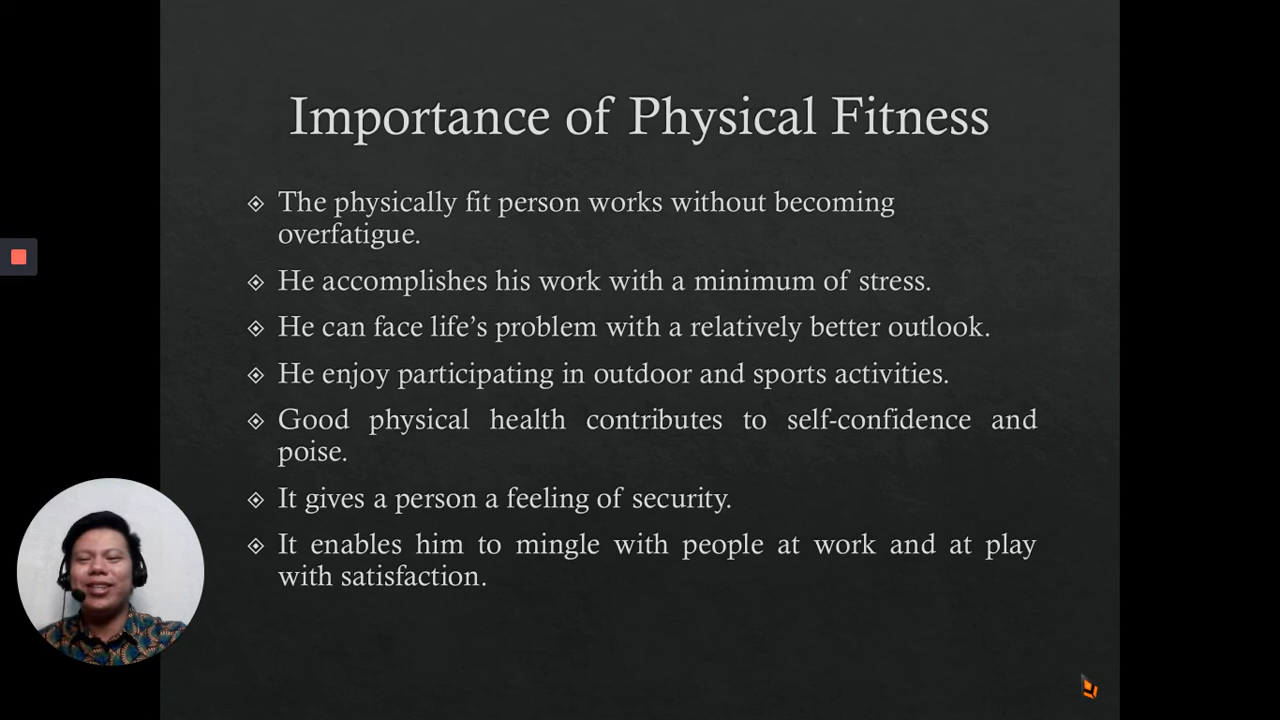 Importance of Physical Fitness
The physically fit person works without becoming
overfatigue.
He accomplishes his work with a minimum of stress.
He can face life’s problem with a relatively better outlook.
He enjoy participating in outdoor and sports activities.
Good physical health contributes to self-confidence and
poise.
It gives a person a feeling of security.
It enables him to mingle with people at work and at play
with satisfaction.